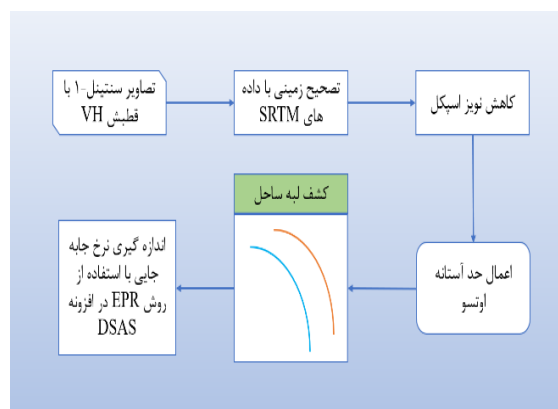 تصاویر سنتینل-۱ با
قطبش VH
تصحیح زمینی با داده
های SRTM
کاهش نویز اسپکل
اعمال حد آستانه
اوتسو
کشف لبه ساحل
اندازه گیری نرخ جابه
جایی با استفاده از
روش EPR در افزونه
DSAS